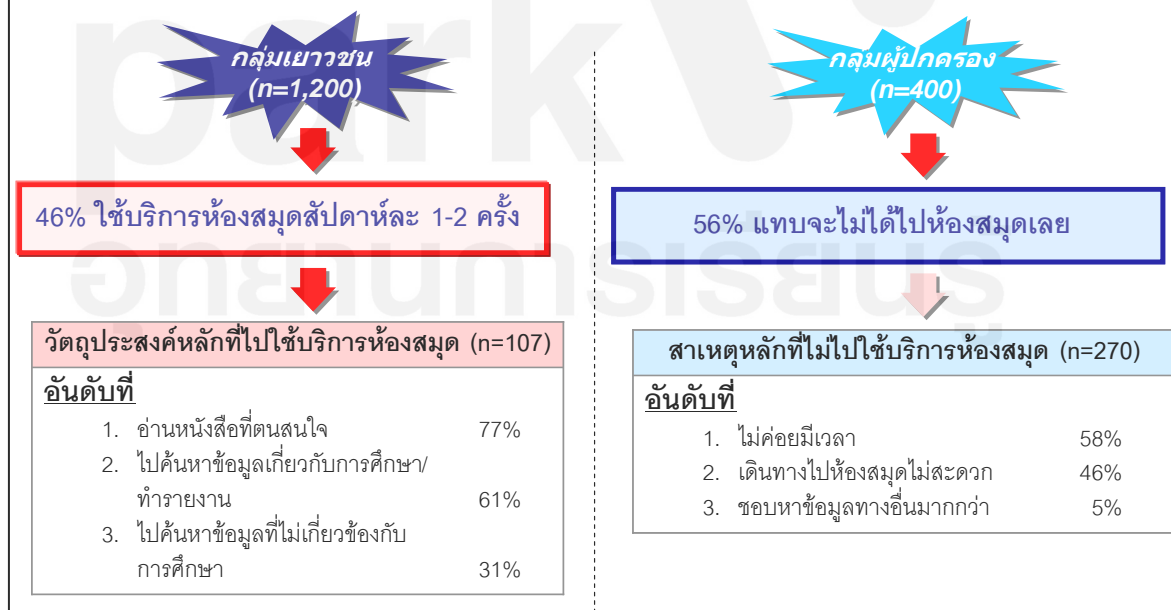 park
อุทยานการเรียนรู้
กลุ่มเยาวชน
(n=1,200)
46% ใช้บริการห้องสมุดสัปดาห์ละ 1-2 ครั้ง
วัตถุประสงค์หลักที่ไปใช้บริการห้องสมุด (n=107)
อันดับที่
1. อ่านหนังสือที่ตนสนใจ 77%
2. ไปค้นหาข้อมูลเกี่ยวกับการศึกษา/
ทำรายงาน 61%
3. ไปค้นหาข้อมูลที่ไม่เกี่ยวข้องกับ
การศึกษา 31%
กลุ่มผู้ปกครอง
(n=400)
56% แทบจะไม่ได้ไปห้องสมุดเลย
สาเหตุหลักที่ไม่ไปใช้บริการห้องสมุด (n=270)
อันดับที่
1. ไม่ค่อยมีเวลา 58%
2. เดินทางไปห้องสมุดไม่สะดวก 46%
3. ชอบหาข้อมูลทางอื่นมากกว่า 5%